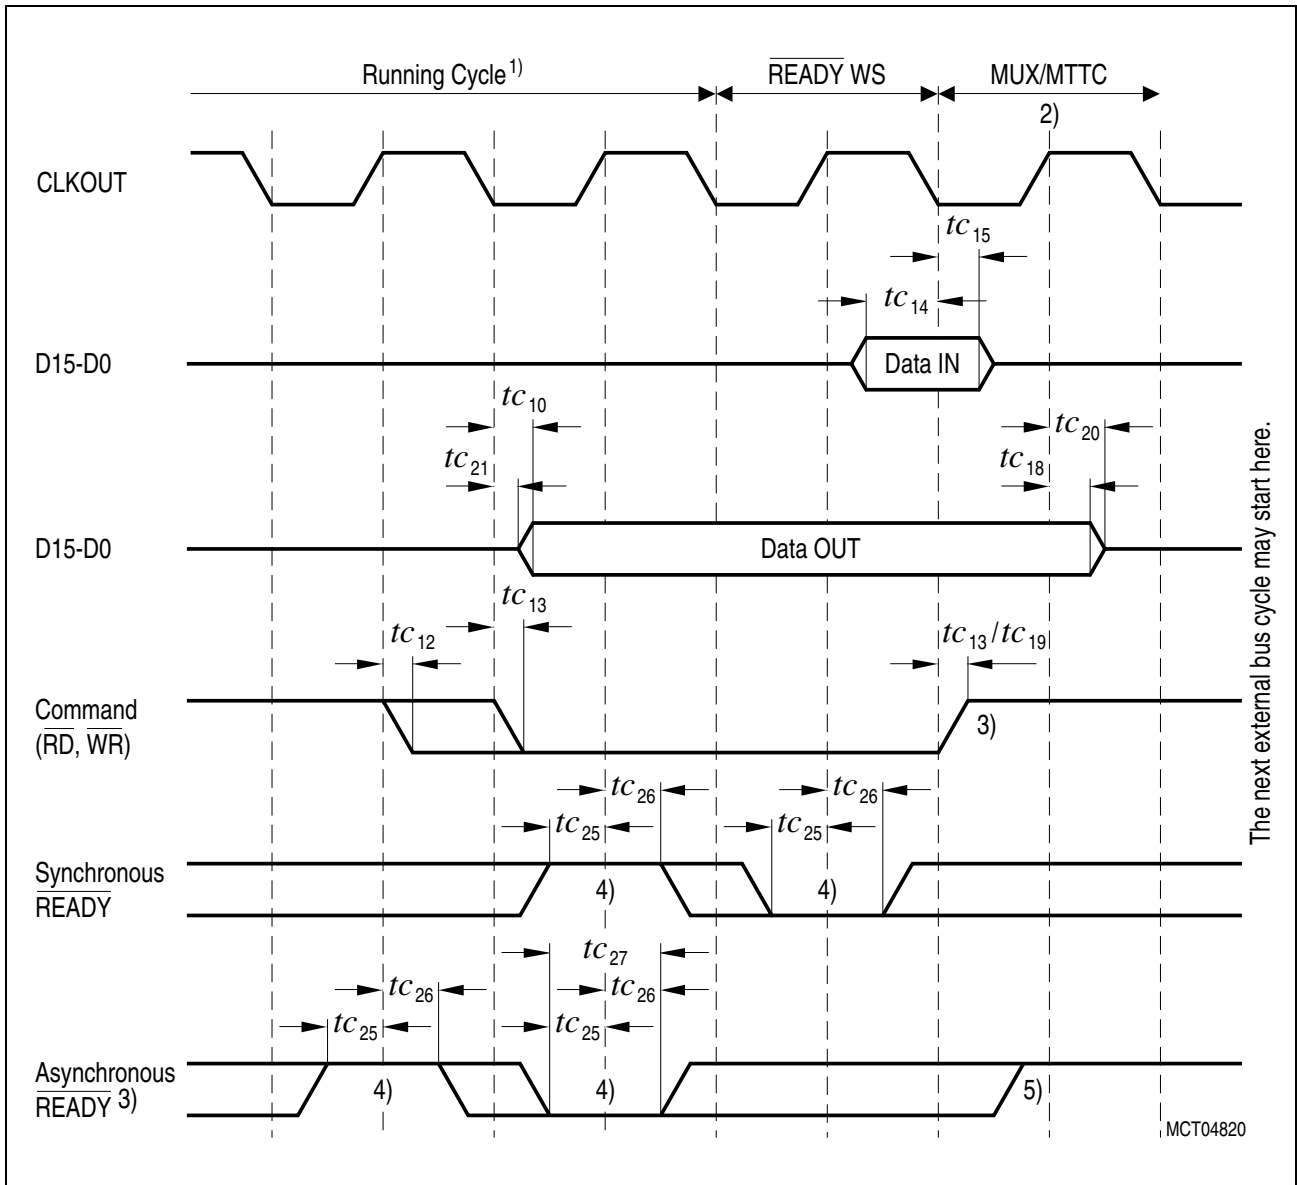 Running Cycle 1)
READY WS
MUX/MTTC
2)
CLKOUT
tc15
tc14
D15-D0
Data IN
tc10
tc20
tc21
tc18
D15-D0
Data OUT
tc13
tc12
tc13/tc19
Command
(RD, WR)
3)
tc26
tc26
tc25
tc25
Synchronous
READY
4)
4)
tc27
tc26
tc26
tc25
tc25
Asynchronous
READY 3)
4)
4)
5)
MCT04820
The next external bus cycle may start here.